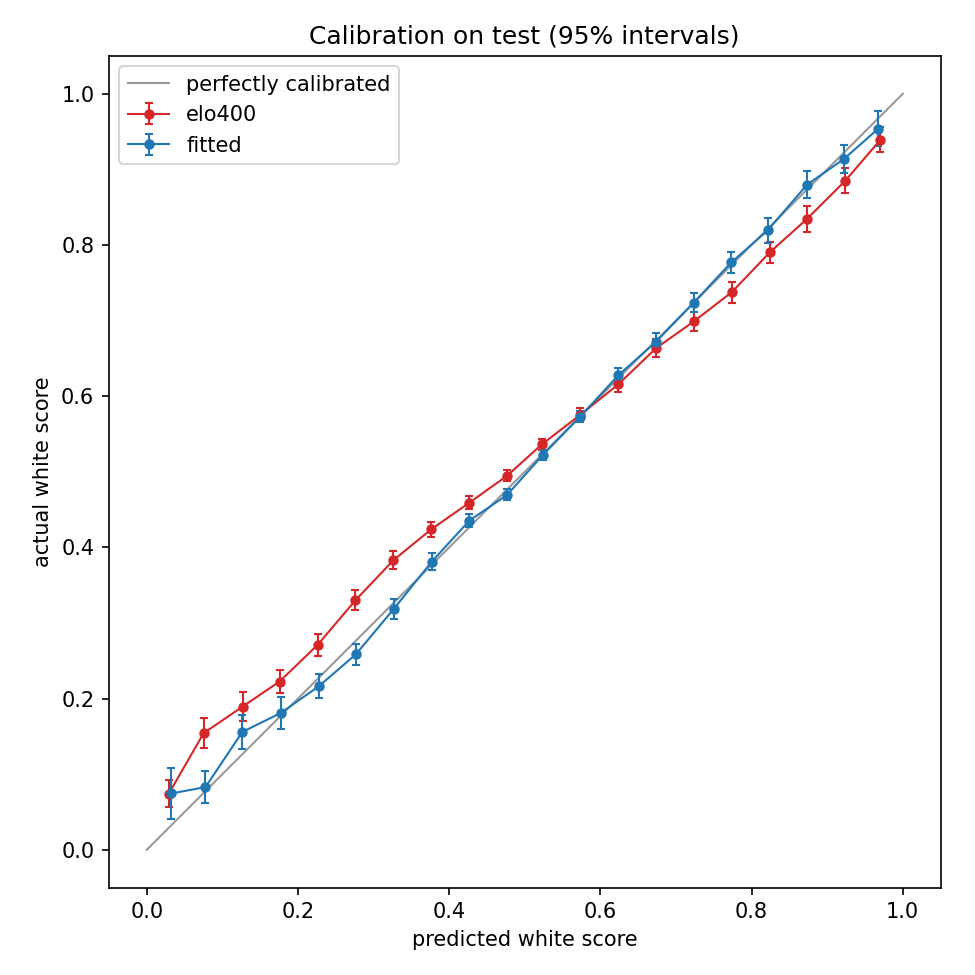 Calibration on test (95% intervals)
perfectly calibrated
elo400
fitted
actual white score
1.0
0.8
0.6
0.4
0.2
0.0
0.0 0.2 0.4 0.6 0.8 1.0
predicted white score